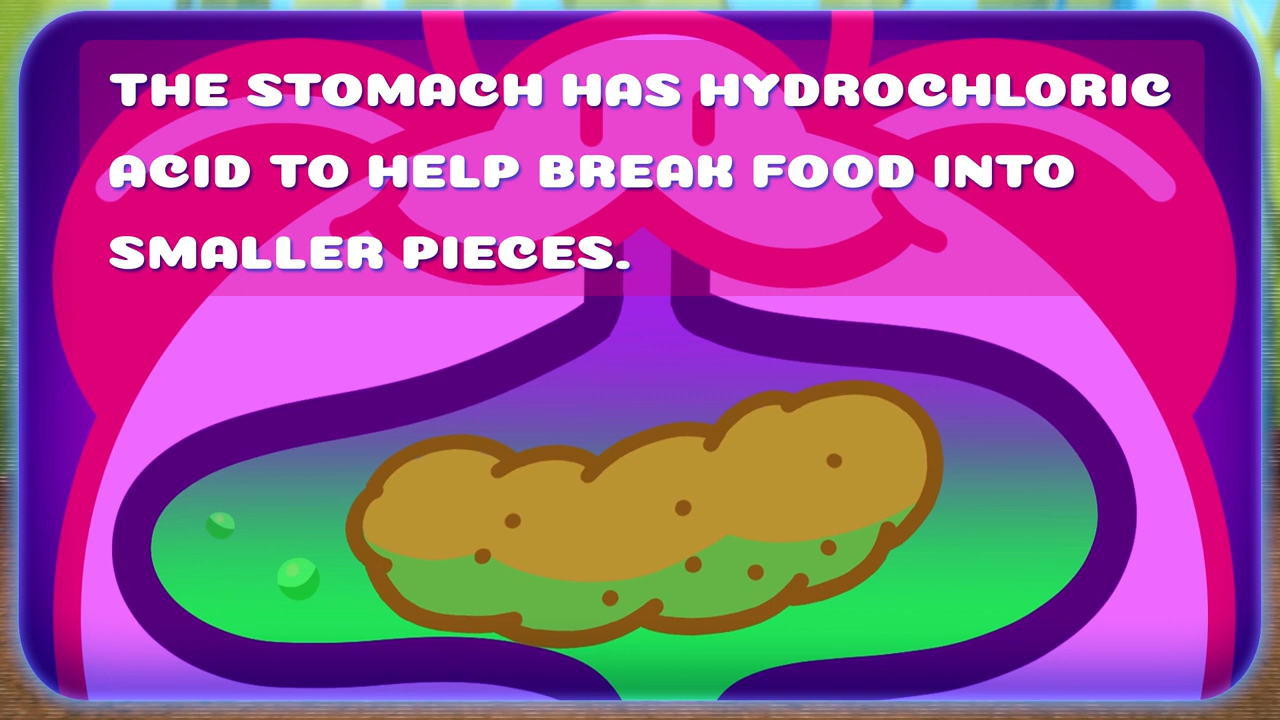 THE STOMACH HAS HYDROCHLORIC
ACID TO HELP BREAK FOOD INTO
SMALLER PIECES.